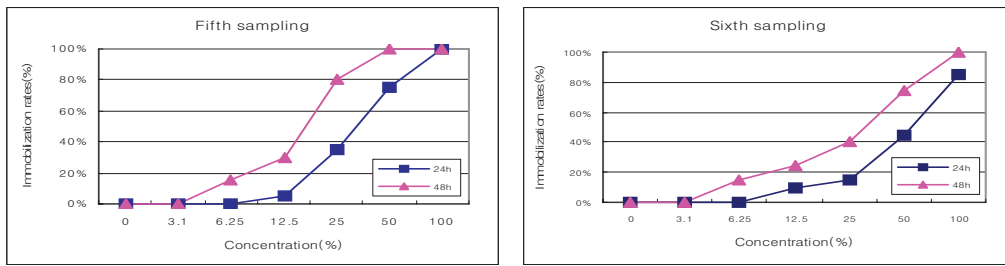 Fifth sampling
Immobilization rates(%)
100%
80%
60%
40%
20%
0%
24h
48h
0 3.1 6.25 12.5 25 50 100
Concentration(%)
Sixth sampling
Immobilization rates(%)
100%
80%
60%
40%
20%
0%
24h
48h
0 3.1 6.25 12.5 25 50 100
Concentration(%)